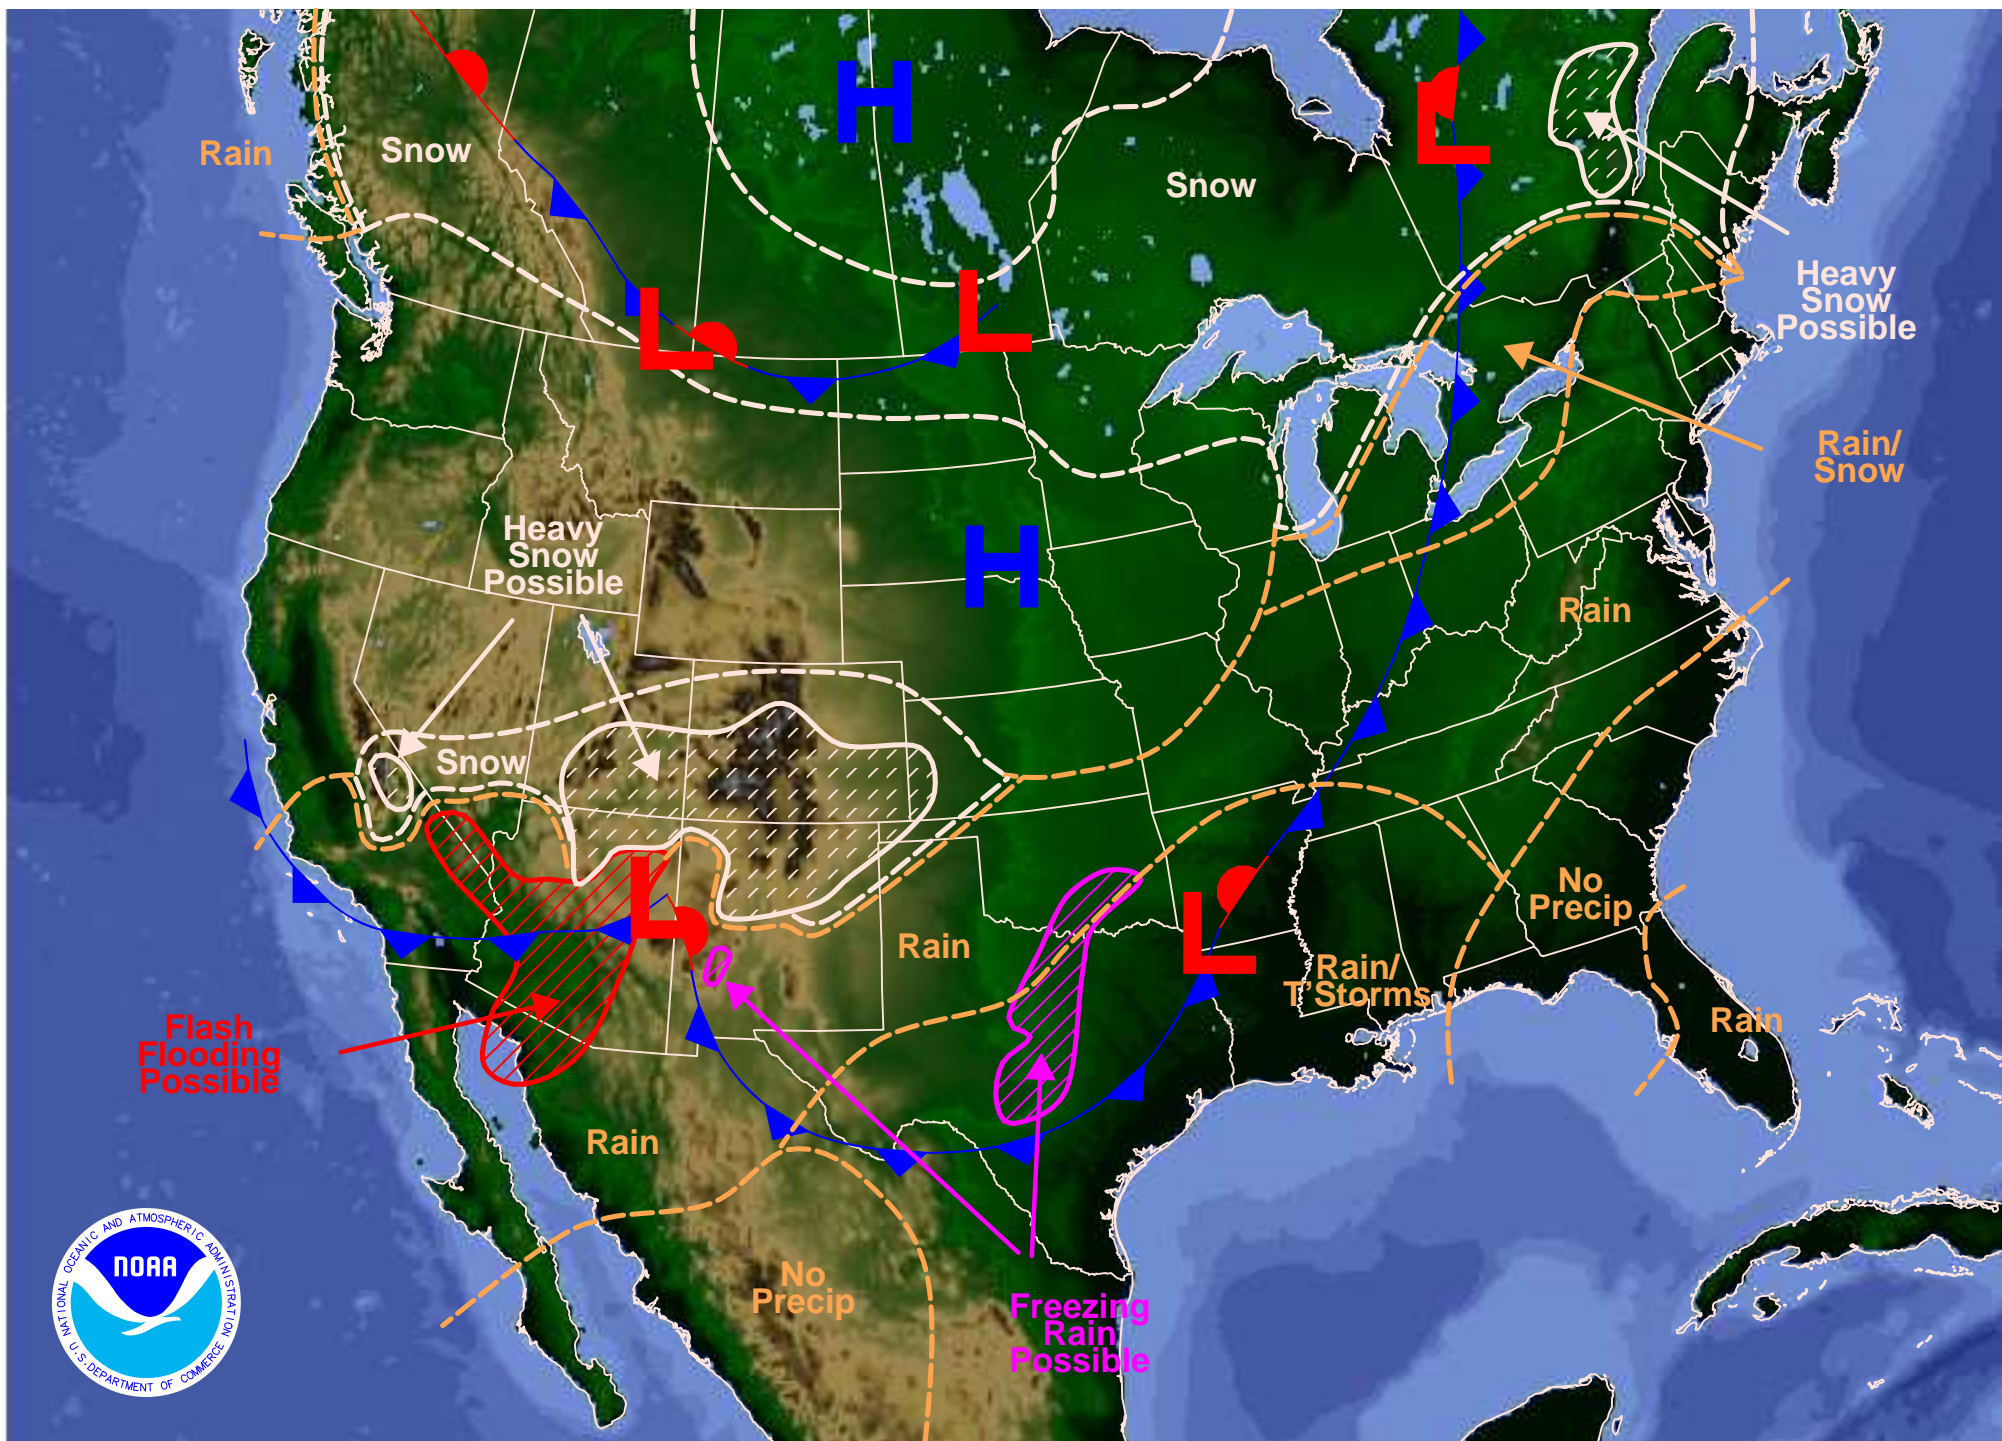 H
L
Rain
Snow
Snow
Heavy
Snow
Possible
L
L
Rain/
Snow
Heavy
Snow
Possible
H
Rain
Snow
L
L
No
Precip
Rain
Rain/
T'Storms
Rain
Flash
Flooding
Possible
Rain
No
Precip
Freezing
Rain
Possible
NATIONAL OCEANIC AND ATMOSPHERIC ADMINISTRATION
NOAA
U.S. DEPARTMENT OF COMMERCE